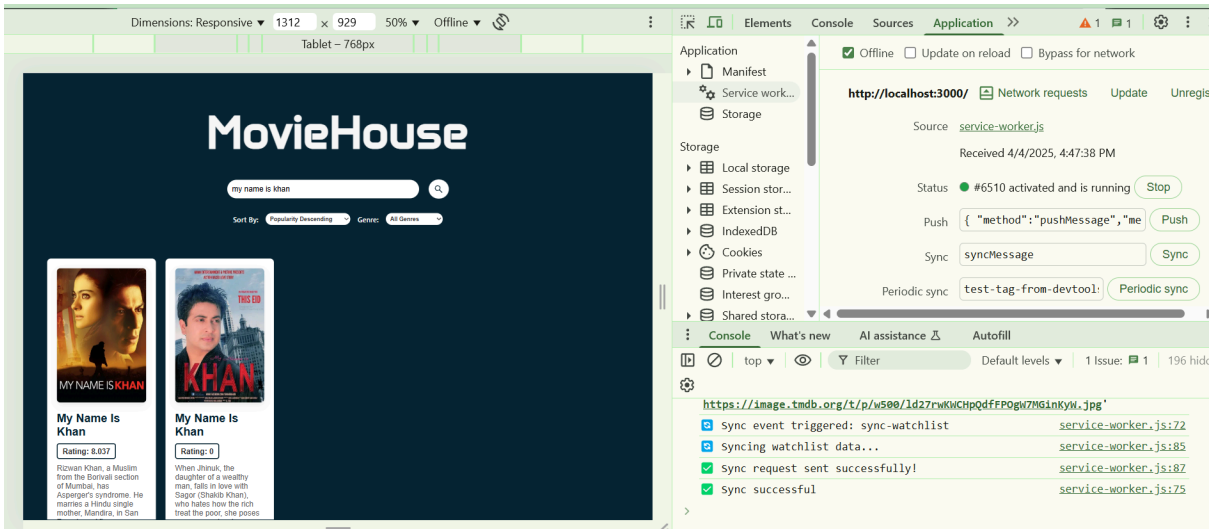 Dimensions: Responsive ▼ 1312 × 929 50% ▼ Offline ▼
Tablet – 768px
MovieHouse
my name is khan
Sort By: Popularity Descending Genre: All Genres
MY NAME IS KHAN
THIS EID
KHAN
My Name Is
Khan
Rating: 8.037
Rizwan Khan, a Muslim
from the Borivali section
of Mumbai, has
Asperger's syndrome. He
marries a Hindu single
mother, Mandira, in San
My Name Is
Khan
Rating: 0
When Jhinuk, the
daughter of a wealthy
man, falls in love with
Sagor (Shakib Khan),
who hates how the rich
treat the poor, she poses
Elements Console Sources Application 1 1
Application
Manifest
Service work...
Storage
Storage
Local storage
Session stor...
Extension st...
IndexedDB
Cookies
Private state ...
Interest gro...
Shared stora...
Offline Update on reload Bypass for network
http://localhost:3000/ Network requests Update Unregis
Source service-worker.js
Received 4/4/2025, 4:47:38 PM
Status #6510 activated and is running Stop
Push { "method":"pushMessage","me Push
Sync syncMessage Sync
Periodic sync test-tag-from-devtools Periodic sync
Console What's new AI assistance Autofill
top ▼ Filter Default levels ▼ 1 Issue: 1 196 hidd
https://image.tmdb.org/t/p/w500/ld27rwKWCHpQdfFPOgW7MGinKyW.jpg'
Sync event triggered: sync-watchlist service-worker.js:72
Syncing watchlist data... service-worker.js:85
Sync request sent successfully! service-worker.js:87
Sync successful service-worker.js:75